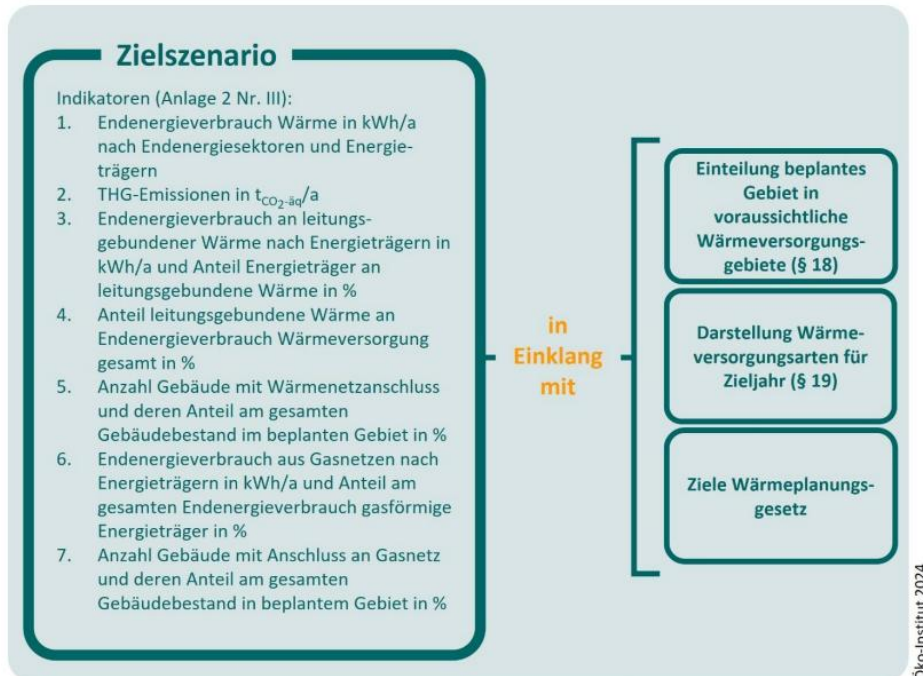 Zielszenario
Indikatoren (Anlage 2 Nr. III):
1. Endenergieverbrauch Wärme in kWh/a
nach Endenergiesektoren und Energie-
trägern
2. THG-Emissionen in t_CO₂-äq/a
3. Endenergieverbrauch an leitungs-
gebundener Wärme nach Energieträgern in
kWh/a und Anteil Energieträger an
leitungsgebundene Wärme in %
4. Anteil leitungsgebundene Wärme an
Endenergieverbrauch Wärmeversorgung
gesamt in %
5. Anzahl Gebäude mit Wärmenetzanschluss
und deren Anteil am gesamten
Gebäudebestand im beplanten Gebiet in %
6. Endenergieverbrauch aus Gasnetzen nach
Energieträgern in kWh/a und Anteil am
gesamten Endenergieverbrauch gasförmige
Energieträger in %
7. Anzahl Gebäude mit Anschluss an Gasnetz
und deren Anteil am gesamten
Gebäudebestand in beplantem Gebiet in %
in
Einklang
mit
Einteilung beplantes
Gebiet in
voraussichtliche
Wärmeversorgungs-
gebiete (§ 18)
Darstellung Wärme-
versorgungsarten für
Zieljahr (§ 19)
Ziele Wärmeplanungs-
gesetz
Öko-Institut 2024